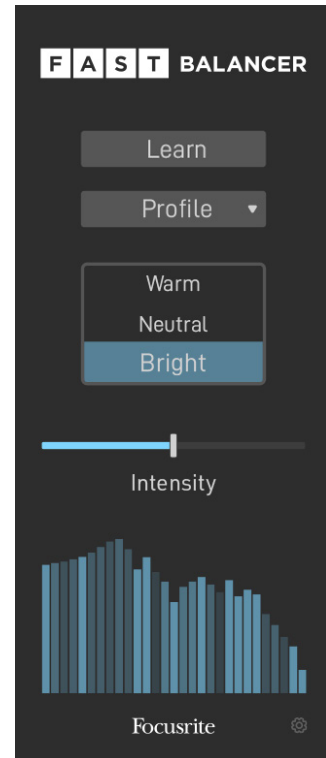 FAST BALANCER
Learn
Profile
Warm
Neutral
Bright
Intensity
Focusrite